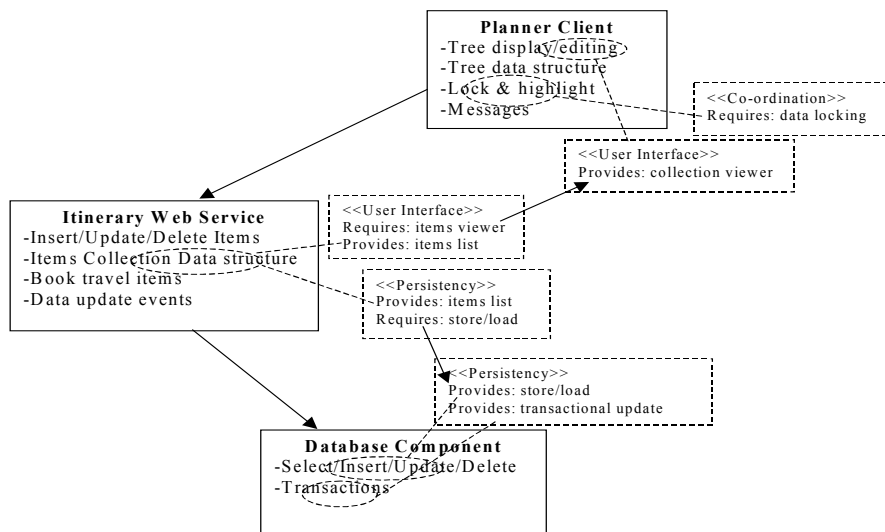 Planner Client
-Tree display/editing
-Tree data structure
-Lock & highlight
-Messages
<<Co-ordination>>
Requires: data locking
<<User Interface>>
Provides: collection viewer
Itinerary Web Service
-Insert/Update/Delete Items
-Items Collection Data structure
-Book travel items
-Data update events
<<User Interface>>
Requires: items viewer
Provides: items list
<<Persistency>>
Provides: items list
Requires: store/load
<<Persistency>>
Provides: store/load
Provides: transactional update
Database Component
-Select/Insert/Update/Delete
-Transactions